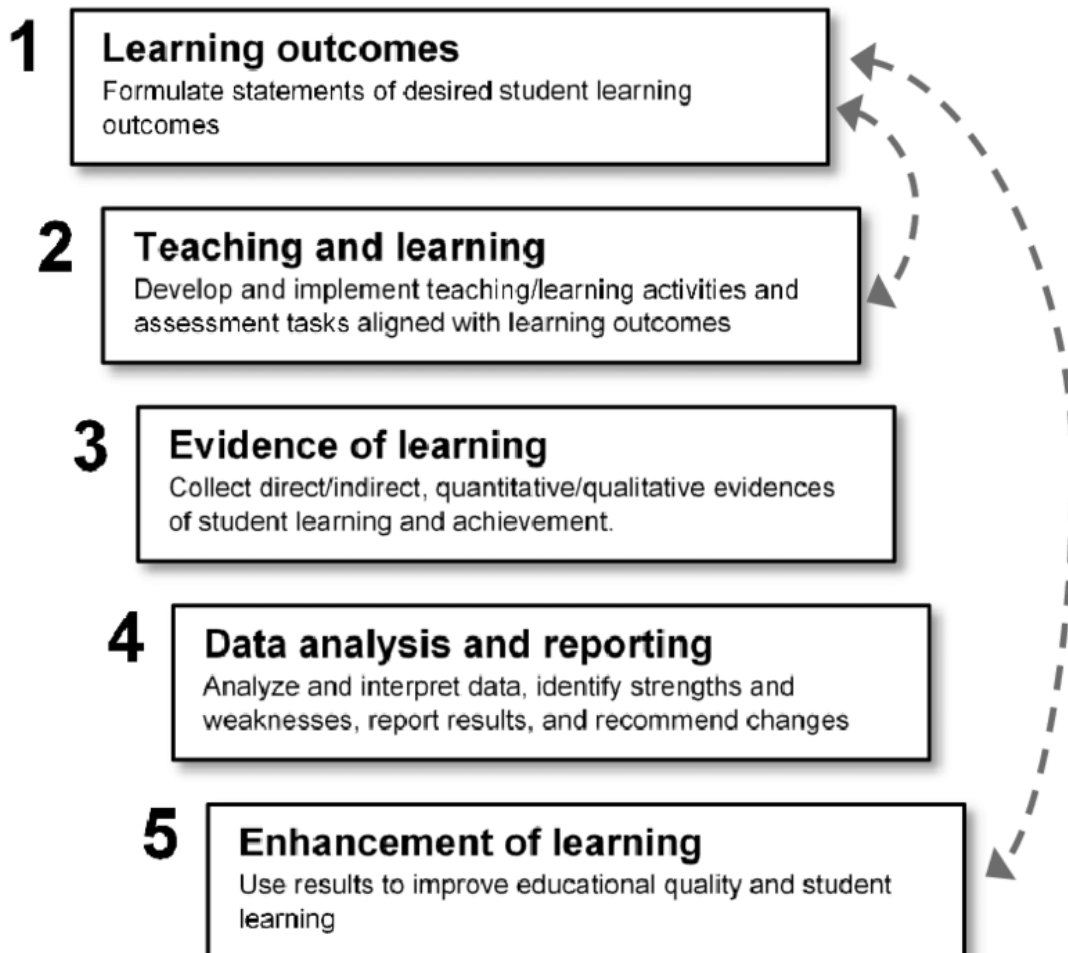 1
Learning outcomes
Formulate statements of desired student learning
outcomes
2
Teaching and learning
Develop and implement teaching/learning activities and
assessment tasks aligned with learning outcomes
3
Evidence of learning
Collect direct/indirect, quantitative/qualitative evidences
of student learning and achievement.
4
Data analysis and reporting
Analyze and interpret data, identify strengths and
weaknesses, report results, and recommend changes
5
Enhancement of learning
Use results to improve educational quality and student
learning